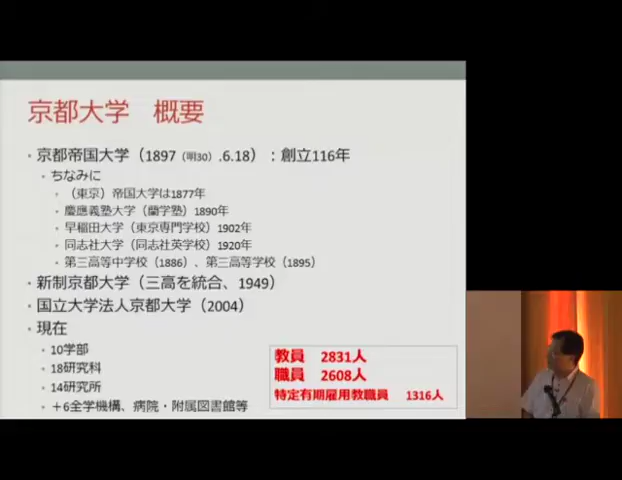 京都大学　概要
・京都帝国大学（1897（明30）.6.18）：創立116年
・ちなみに
・（東京）帝国大学は1877年
・慶應義塾大学（蘭学塾）1890年
・早稲田大学（東京専門学校）1902年
・同志社大学（同志社英学校）1920年
・第三高等中学校（1886）、第三高等学校（1895）
・新制京都大学（三高を統合、1949）
・国立大学法人京都大学（2004）
・現在
・10学部
・18研究科
・14研究所
・＋6全学機構、病院・附属図書館等
教員　2831人
職員　2608人
特定有期雇用教職員　1316人